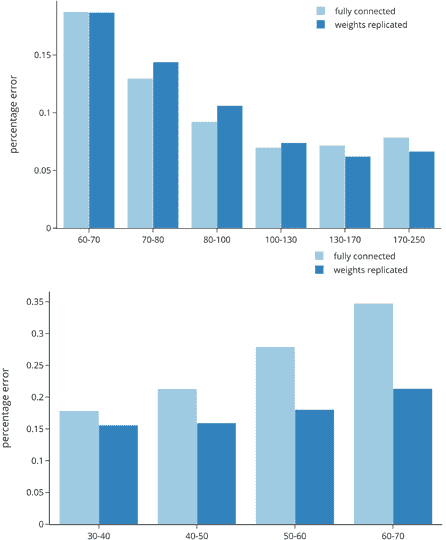 fully connected
weights replicated
percentage error
0.15
0.1
0.05
0
60-70 70-80 80-100 100-130 130-170 170-250
fully connected
weights replicated
percentage error
0.35
0.3
0.25
0.2
0.15
0.1
0.05
0
30-40 40-50 50-60 60-70